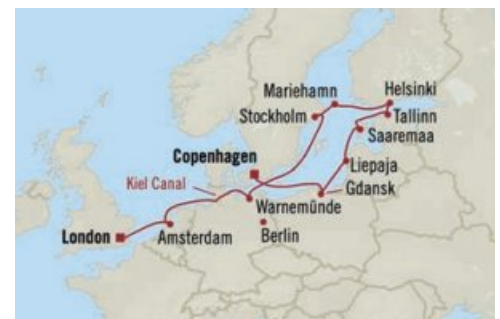 Mariehamn
Helsinki
Stockholm
Tallinn
Saaremaa
Copenhagen
Liepaja
Kiel Canal
Gdansk
Warnemünde
London
Amsterdam
Berlin